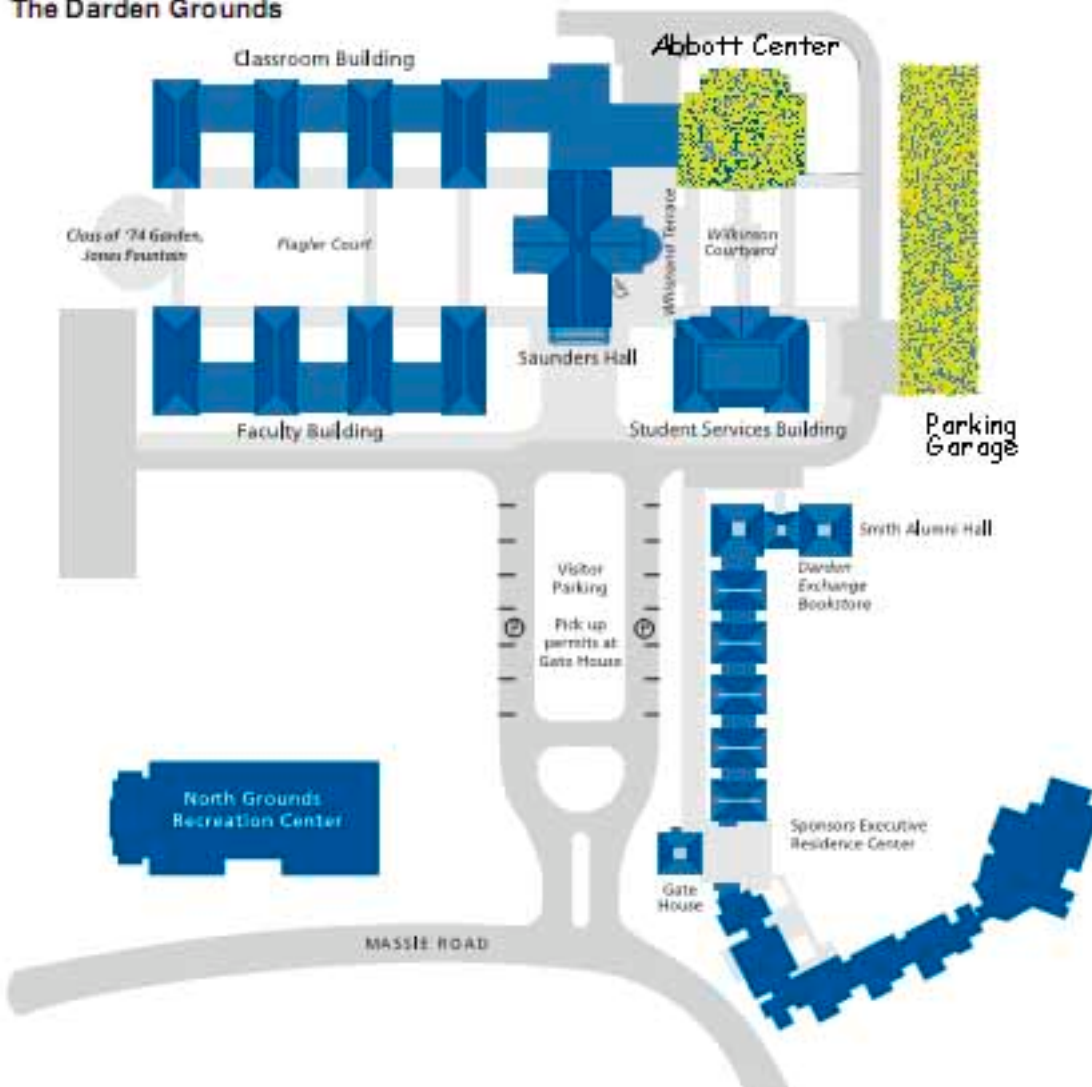 The Darden Grounds
Abbott Center
Classroom Building
Class of '74 Garden,
Jones Fountain
Flagler Court
Whishand Terrace
Wilkinson
Courtyard
Saunders Hall
Faculty Building
Student Services Building
Parking
Garage
Smith Alumni Hall
Darden
Exchange
Bookstore
Visitor
Parking
Pick up
permits at
Gate House
P
P
North Grounds
Recreation Center
Sponsors Executive
Residence Center
Gate
House
MASSIE ROAD